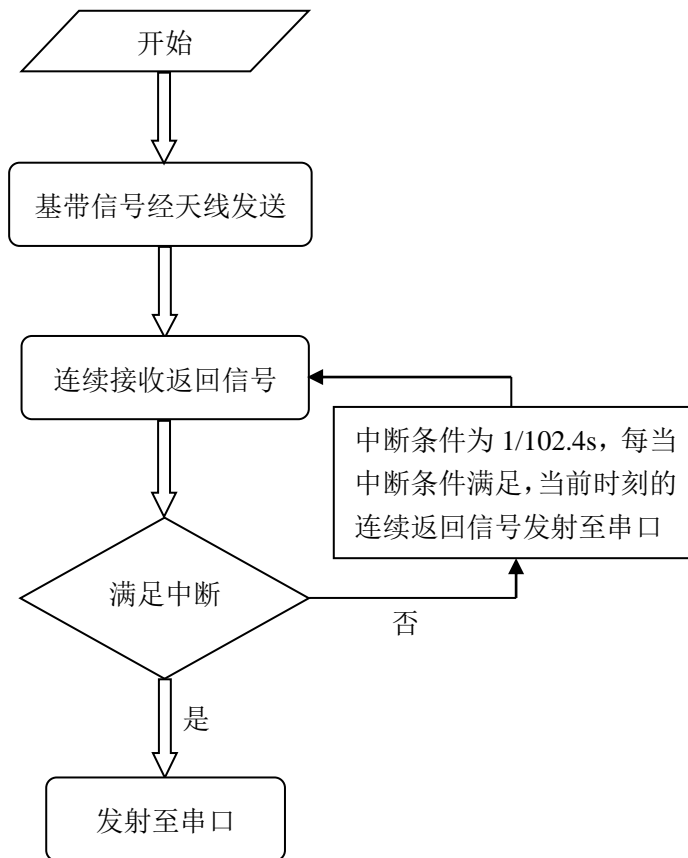 开始
基带信号经天线发送
连续接收返回信号
中断条件为 1/102.4s，每当
中断条件满足，当前时刻的
连续返回信号发射至串口
满足中断
否
是
发射至串口